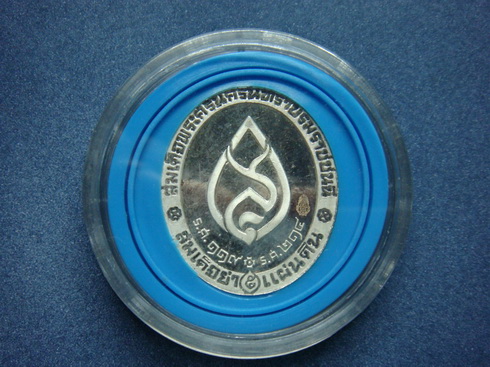 สมเด็จพระศรีนครินทราบรมราชชนนี
ร.ศ. ๑๑๙ ร.ศ. ๒๑๔
สมเด็จย่า แผ่นดิน